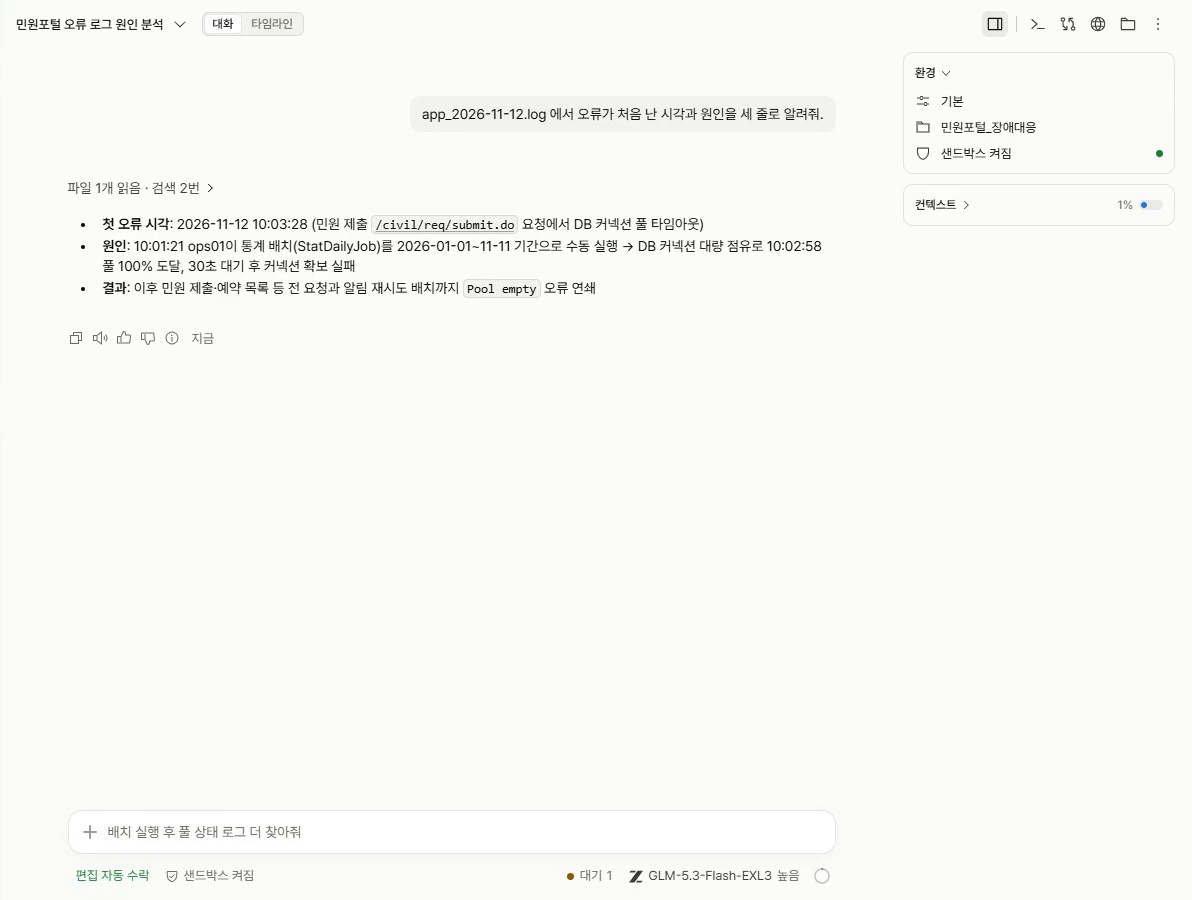 민원포털 오류 로그 원인 분석
대화 타임라인
환경
기본
민원포털_장애대응
샌드박스 켜짐
컨텍스트 1%
app_2026-11-12.log 에서 오류가 처음 난 시각과 원인을 세 줄로 알려줘.
파일 1개 읽음 · 검색 2번
• 첫 오류 시각: 2026-11-12 10:03:28 (민원 제출 /civil/req/submit.do 요청에서 DB 커넥션 풀 타임아웃)
• 원인: 10:01:21 ops01이 통계 배치(StatDailyJob)를 2026-01-01~11-11 기간으로 수동 실행 → DB 커넥션 대량 점유로 10:02:58
풀 100% 도달, 30초 대기 후 커넥션 확보 실패
• 결과: 이후 민원 제출·예약 목록 등 전 요청과 알림 재시도 배치까지 Pool empty 오류 연쇄
지금
배치 실행 후 풀 상태 로그 더 찾아줘
편집 자동 수락 샌드박스 켜짐 대기 1 GLM-5.3-Flash-EXL3 높음